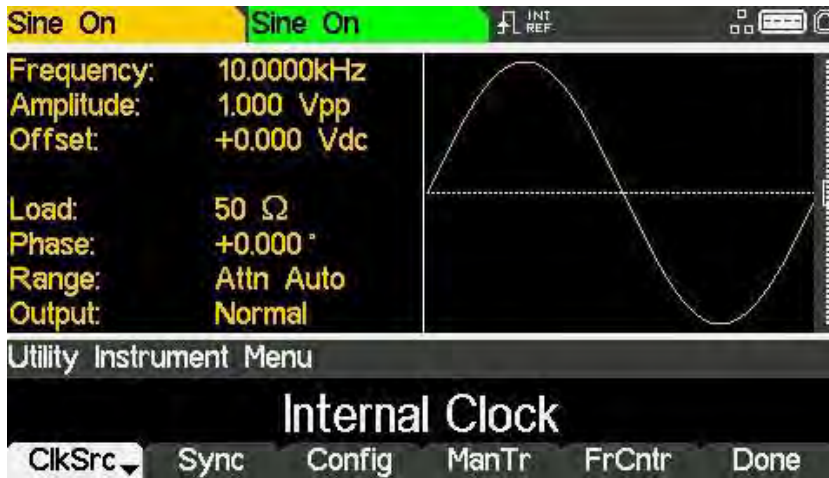 Sine On Sine On INT REF
Frequency: 10.0000kHz
Amplitude: 1.000 Vpp
Offset: +0.000 Vdc
Load: 50 Ω
Phase: +0.000 °
Range: Attn Auto
Output: Normal
Utility Instrument Menu
Internal Clock
ClkSrc Sync Config ManTr FrCntr Done